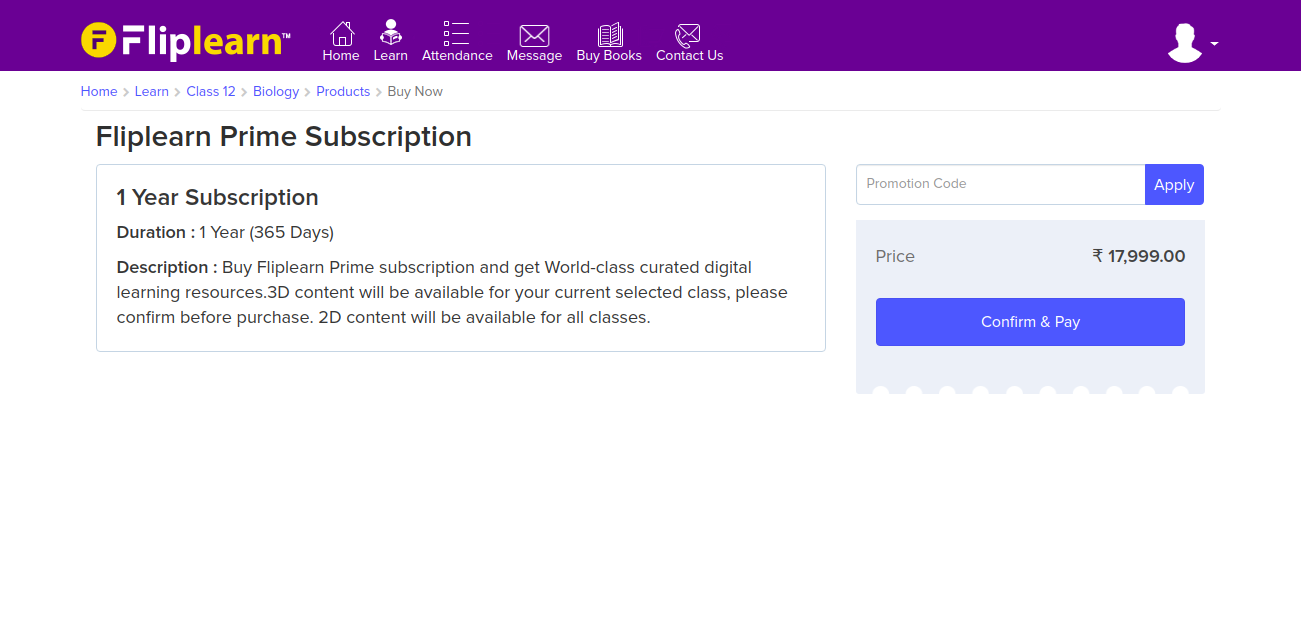 Fliplearn™
Home Learn Attendance Message Buy Books Contact Us
Home > Learn > Class 12 > Biology > Products > Buy Now
Fliplearn Prime Subscription
1 Year Subscription
Duration : 1 Year (365 Days)
Description : Buy Fliplearn Prime subscription and get World-class curated digital
learning resources.3D content will be available for your current selected class, please
confirm before purchase. 2D content will be available for all classes.
Promotion Code Apply
Price ₹ 17,999.00
Confirm & Pay